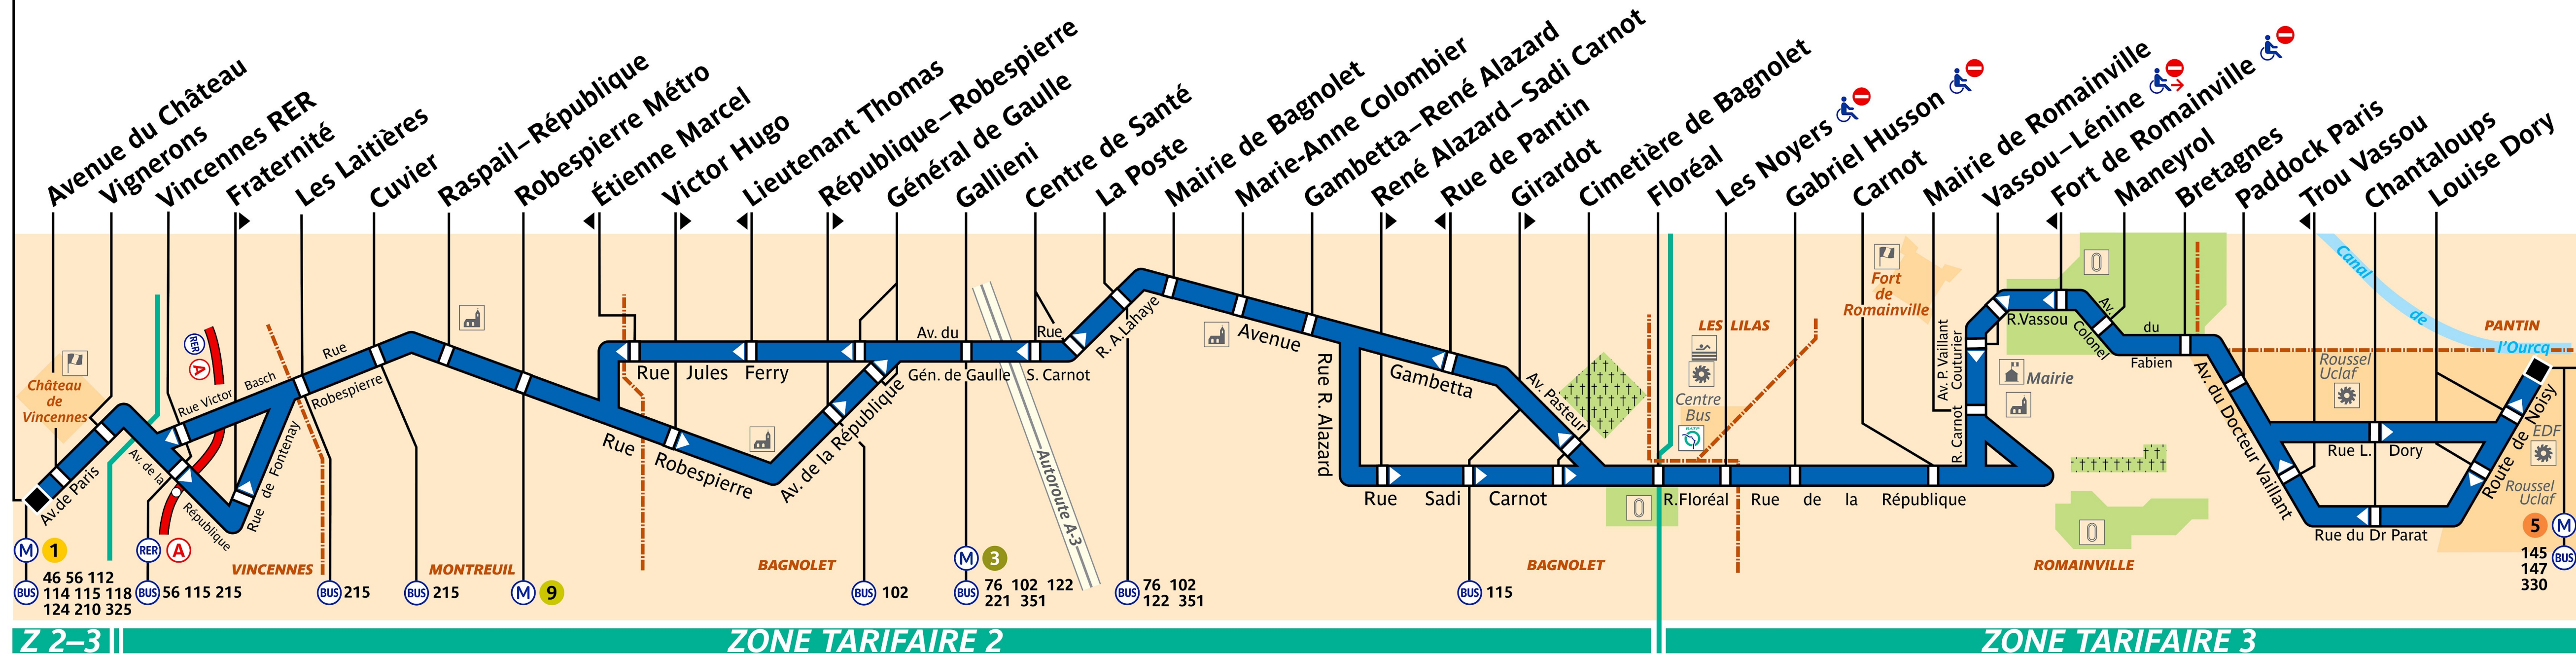 Avenue du Château
Vignerons
Vincennes RER
Fraternité
Les Laitières
Cuvier
Raspail–République
Robespierre Métro
Étienne Marcel
Victor Hugo
Lieutenant Thomas
République–Robespierre
Général de Gaulle
Gallieni
Centre de Santé
La Poste
Mairie de Bagnolet
Marie-Anne Colombier
Gambetta–René Alazard
René Alazard–Sadi Carnot
Rue de Pantin
Girardot
Cimetière de Bagnolet
Floréal
Les Noyers
Gabriel Husson
Carnot
Mairie de Romainville
Vassou–Lénine
Fort de Romainville
Maneyrol
Bretagnes
Paddock Paris
Trou Vassou
Chantaloups
Louise Dory
Château
de
Vincennes
Av. de Paris
RER
A
Rue Victor Basch
Av. de la République
Rue de Fontenay
Rue Robespierre
Rue Robespierre
Rue Jules Ferry
Av. de la République
Av. du
Gén. de Gaulle
Rue
S. Carnot
R. A. Lahaye
Autoroute A-3
Avenue Gambetta
Rue R. Alazard
Av. Pasteur
Rue Sadi Carnot
LES LILAS
Centre
Bus
RATP
R.Floréal
Rue de la République
Fort
de
Romainville
Av. P. Vaillant
Couturier
R. Carnot
Mairie
R.Vassou
Av. du
Colonel Fabien
Av. du Docteur Vaillant
Canal de l'Ourcq
PANTIN
Roussel
Uclaf
Rue L. Dory
Route de Noisy
EDF
Roussel
Uclaf
Rue du Dr Parat
M 1
BUS
46 56 112
114 115 118
124 210 325
RER A
BUS 56 115 215
VINCENNES
BUS 215
MONTREUIL
BUS 215
M 9
BAGNOLET
BUS 102
M 3
BUS
76 102 122
221 351
BUS
76 102
122 351
BUS 115
BAGNOLET
ROMAINVILLE
5 M
BUS
145
147
330
Z 2–3
ZONE TARIFAIRE 2
ZONE TARIFAIRE 3